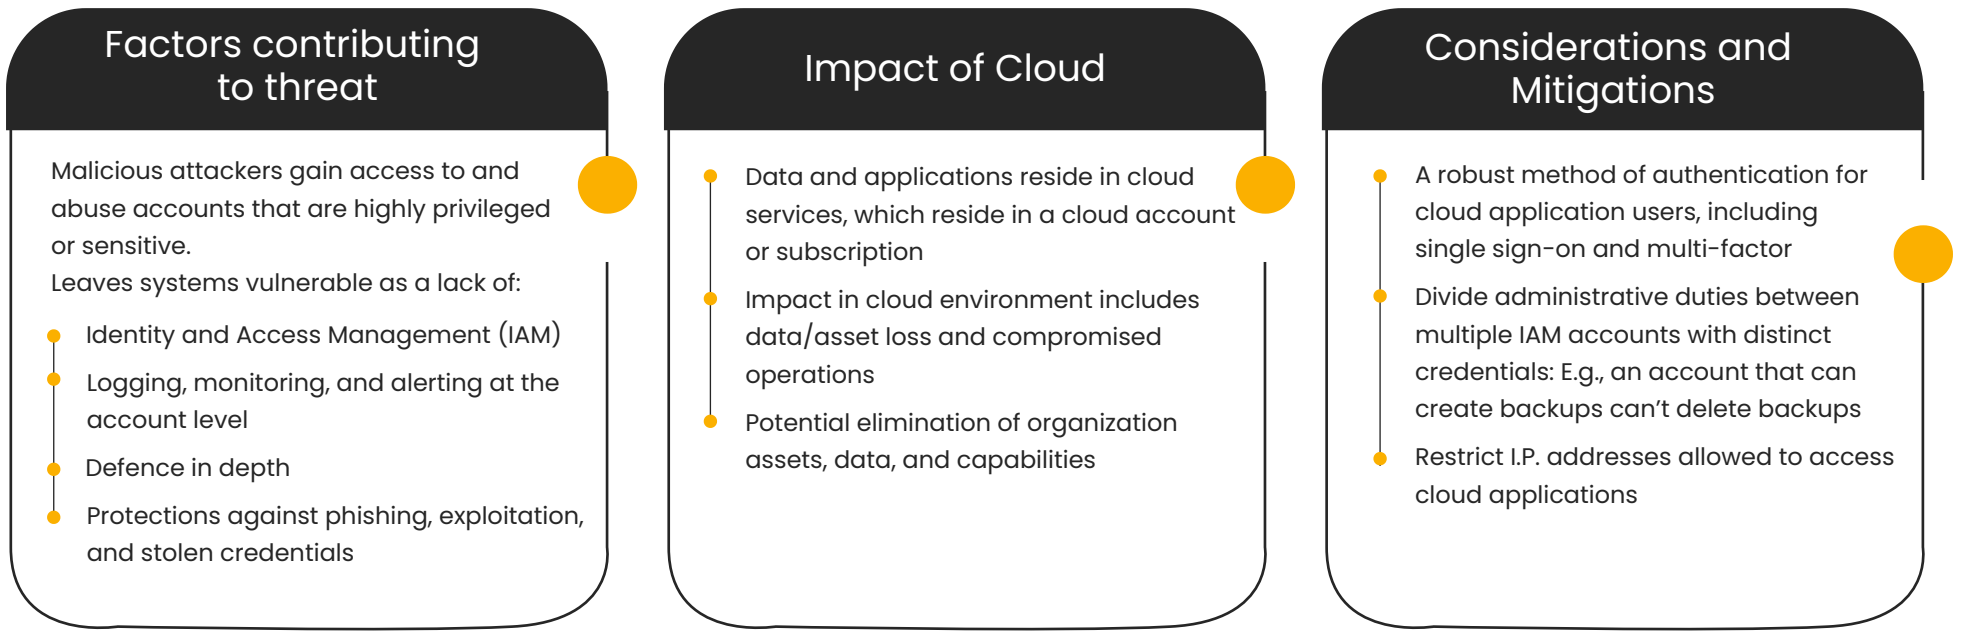 Factors contributing
to threat
Malicious attackers gain access to and
abuse accounts that are highly privileged
or sensitive.
Leaves systems vulnerable as a lack of:
Identity and Access Management (IAM)
Logging, monitoring, and alerting at the
account level
Defence in depth
Protections against phishing, exploitation,
and stolen credentials
Impact of Cloud
Data and applications reside in cloud
services, which reside in a cloud account
or subscription
Impact in cloud environment includes
data/asset loss and compromised
operations
Potential elimination of organization
assets, data, and capabilities
Considerations and
Mitigations
A robust method of authentication for
cloud application users, including
single sign-on and multi-factor
Divide administrative duties between
multiple IAM accounts with distinct
credentials: E.g., an account that can
create backups can’t delete backups
Restrict I.P. addresses allowed to access
cloud applications